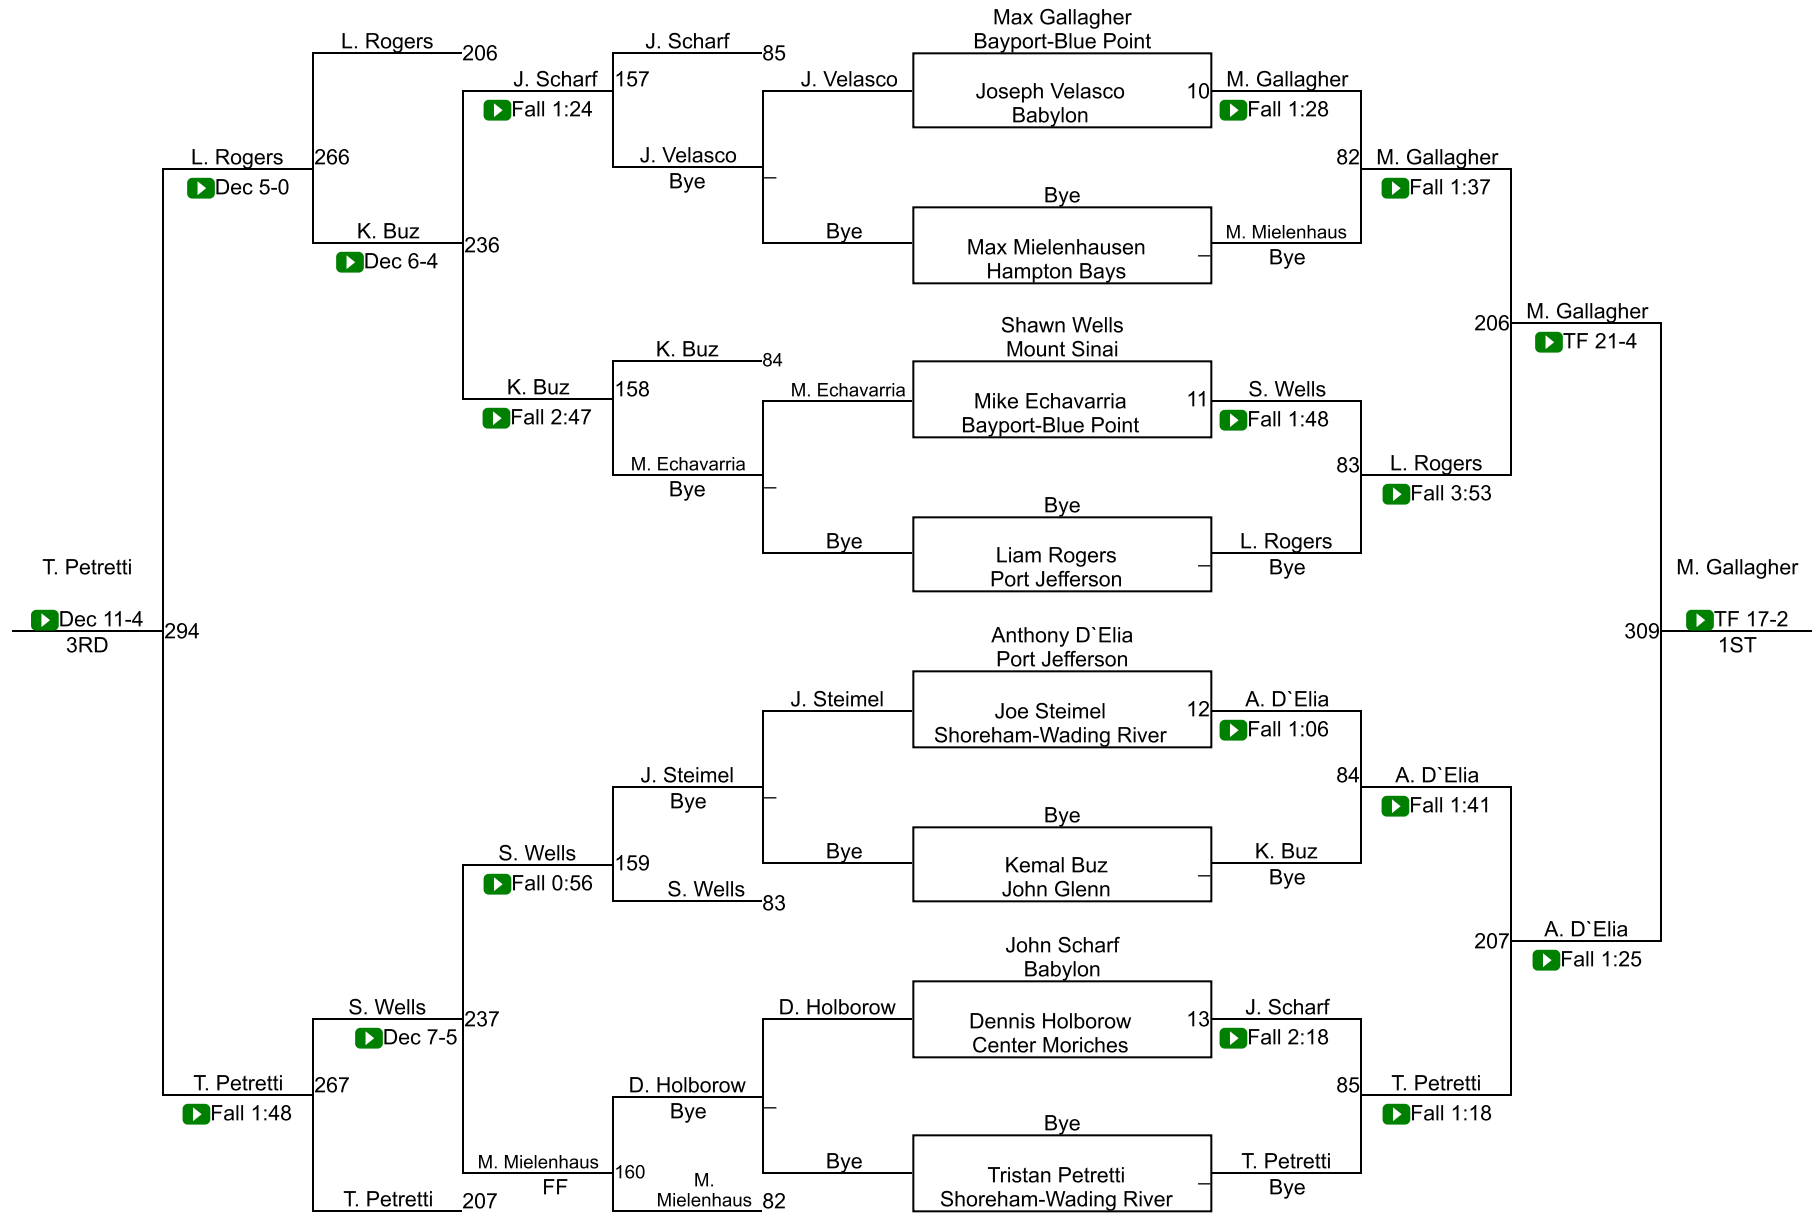 Max Gallagher
Bayport-Blue Point
L. Rogers
206
J. Scharf
85
J. Scharf
157
Fall 1:24
J. Velasco
Joseph Velasco
Babylon
10
M. Gallagher
Fall 1:28
L. Rogers
266
Dec 5-0
J. Velasco
Bye
82
M. Gallagher
Fall 1:37
K. Buz
236
Dec 6-4
Bye
Bye
Max Mielenhausen
Hampton Bays
M. Mielenhaus
Bye
Shawn Wells
Mount Sinai
206
M. Gallagher
TF 21-4
K. Buz
84
K. Buz
158
Fall 2:47
M. Echavarria
Mike Echavarria
Bayport-Blue Point
11
S. Wells
Fall 1:48
M. Echavarria
Bye
83
L. Rogers
Fall 3:53
Bye
Bye
Liam Rogers
Port Jefferson
L. Rogers
Bye
T. Petretti
Dec 11-4
3RD
294
M. Gallagher
309
TF 17-2
1ST
Anthony D`Elia
Port Jefferson
J. Steimel
Joe Steimel
Shoreham-Wading River
12
A. D`Elia
Fall 1:06
J. Steimel
Bye
84
A. D`Elia
Fall 1:41
S. Wells
159
Fall 0:56
Bye
Bye
Kemal Buz
John Glenn
K. Buz
Bye
S. Wells
83
207
A. D`Elia
Fall 1:25
John Scharf
Babylon
S. Wells
237
Dec 7-5
D. Holborow
Dennis Holborow
Center Moriches
13
J. Scharf
Fall 2:18
T. Petretti
267
Fall 1:48
D. Holborow
Bye
85
T. Petretti
Fall 1:18
M. Mielenhaus
160
FF
Bye
Bye
Tristan Petretti
Shoreham-Wading River
T. Petretti
Bye
T. Petretti
207
M.
Mielenhaus
82